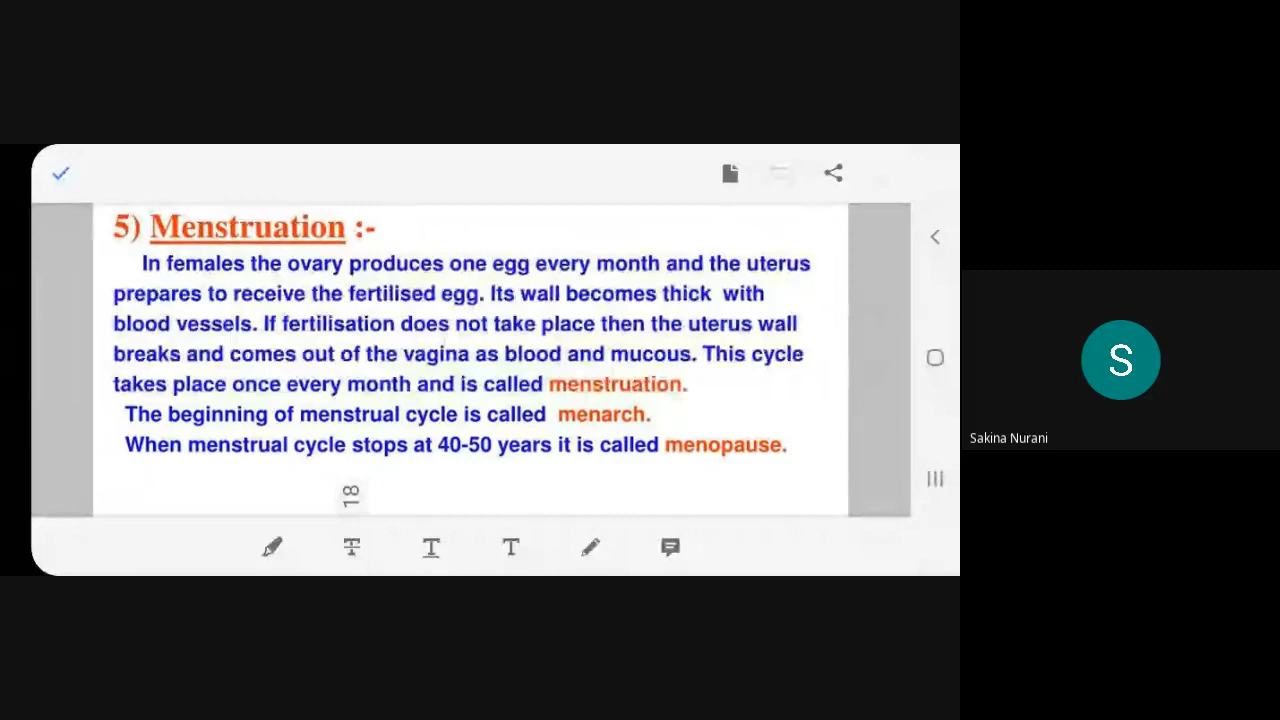 5) Menstruation :-
In females the ovary produces one egg every month and the uterus
prepares to receive the fertilised egg. Its wall becomes thick with
blood vessels. If fertilisation does not take place then the uterus wall
breaks and comes out of the vagina as blood and mucous. This cycle
takes place once every month and is called menstruation.
The beginning of menstrual cycle is called menarch.
When menstrual cycle stops at 40-50 years it is called menopause.
18
S
Sakina Nurani